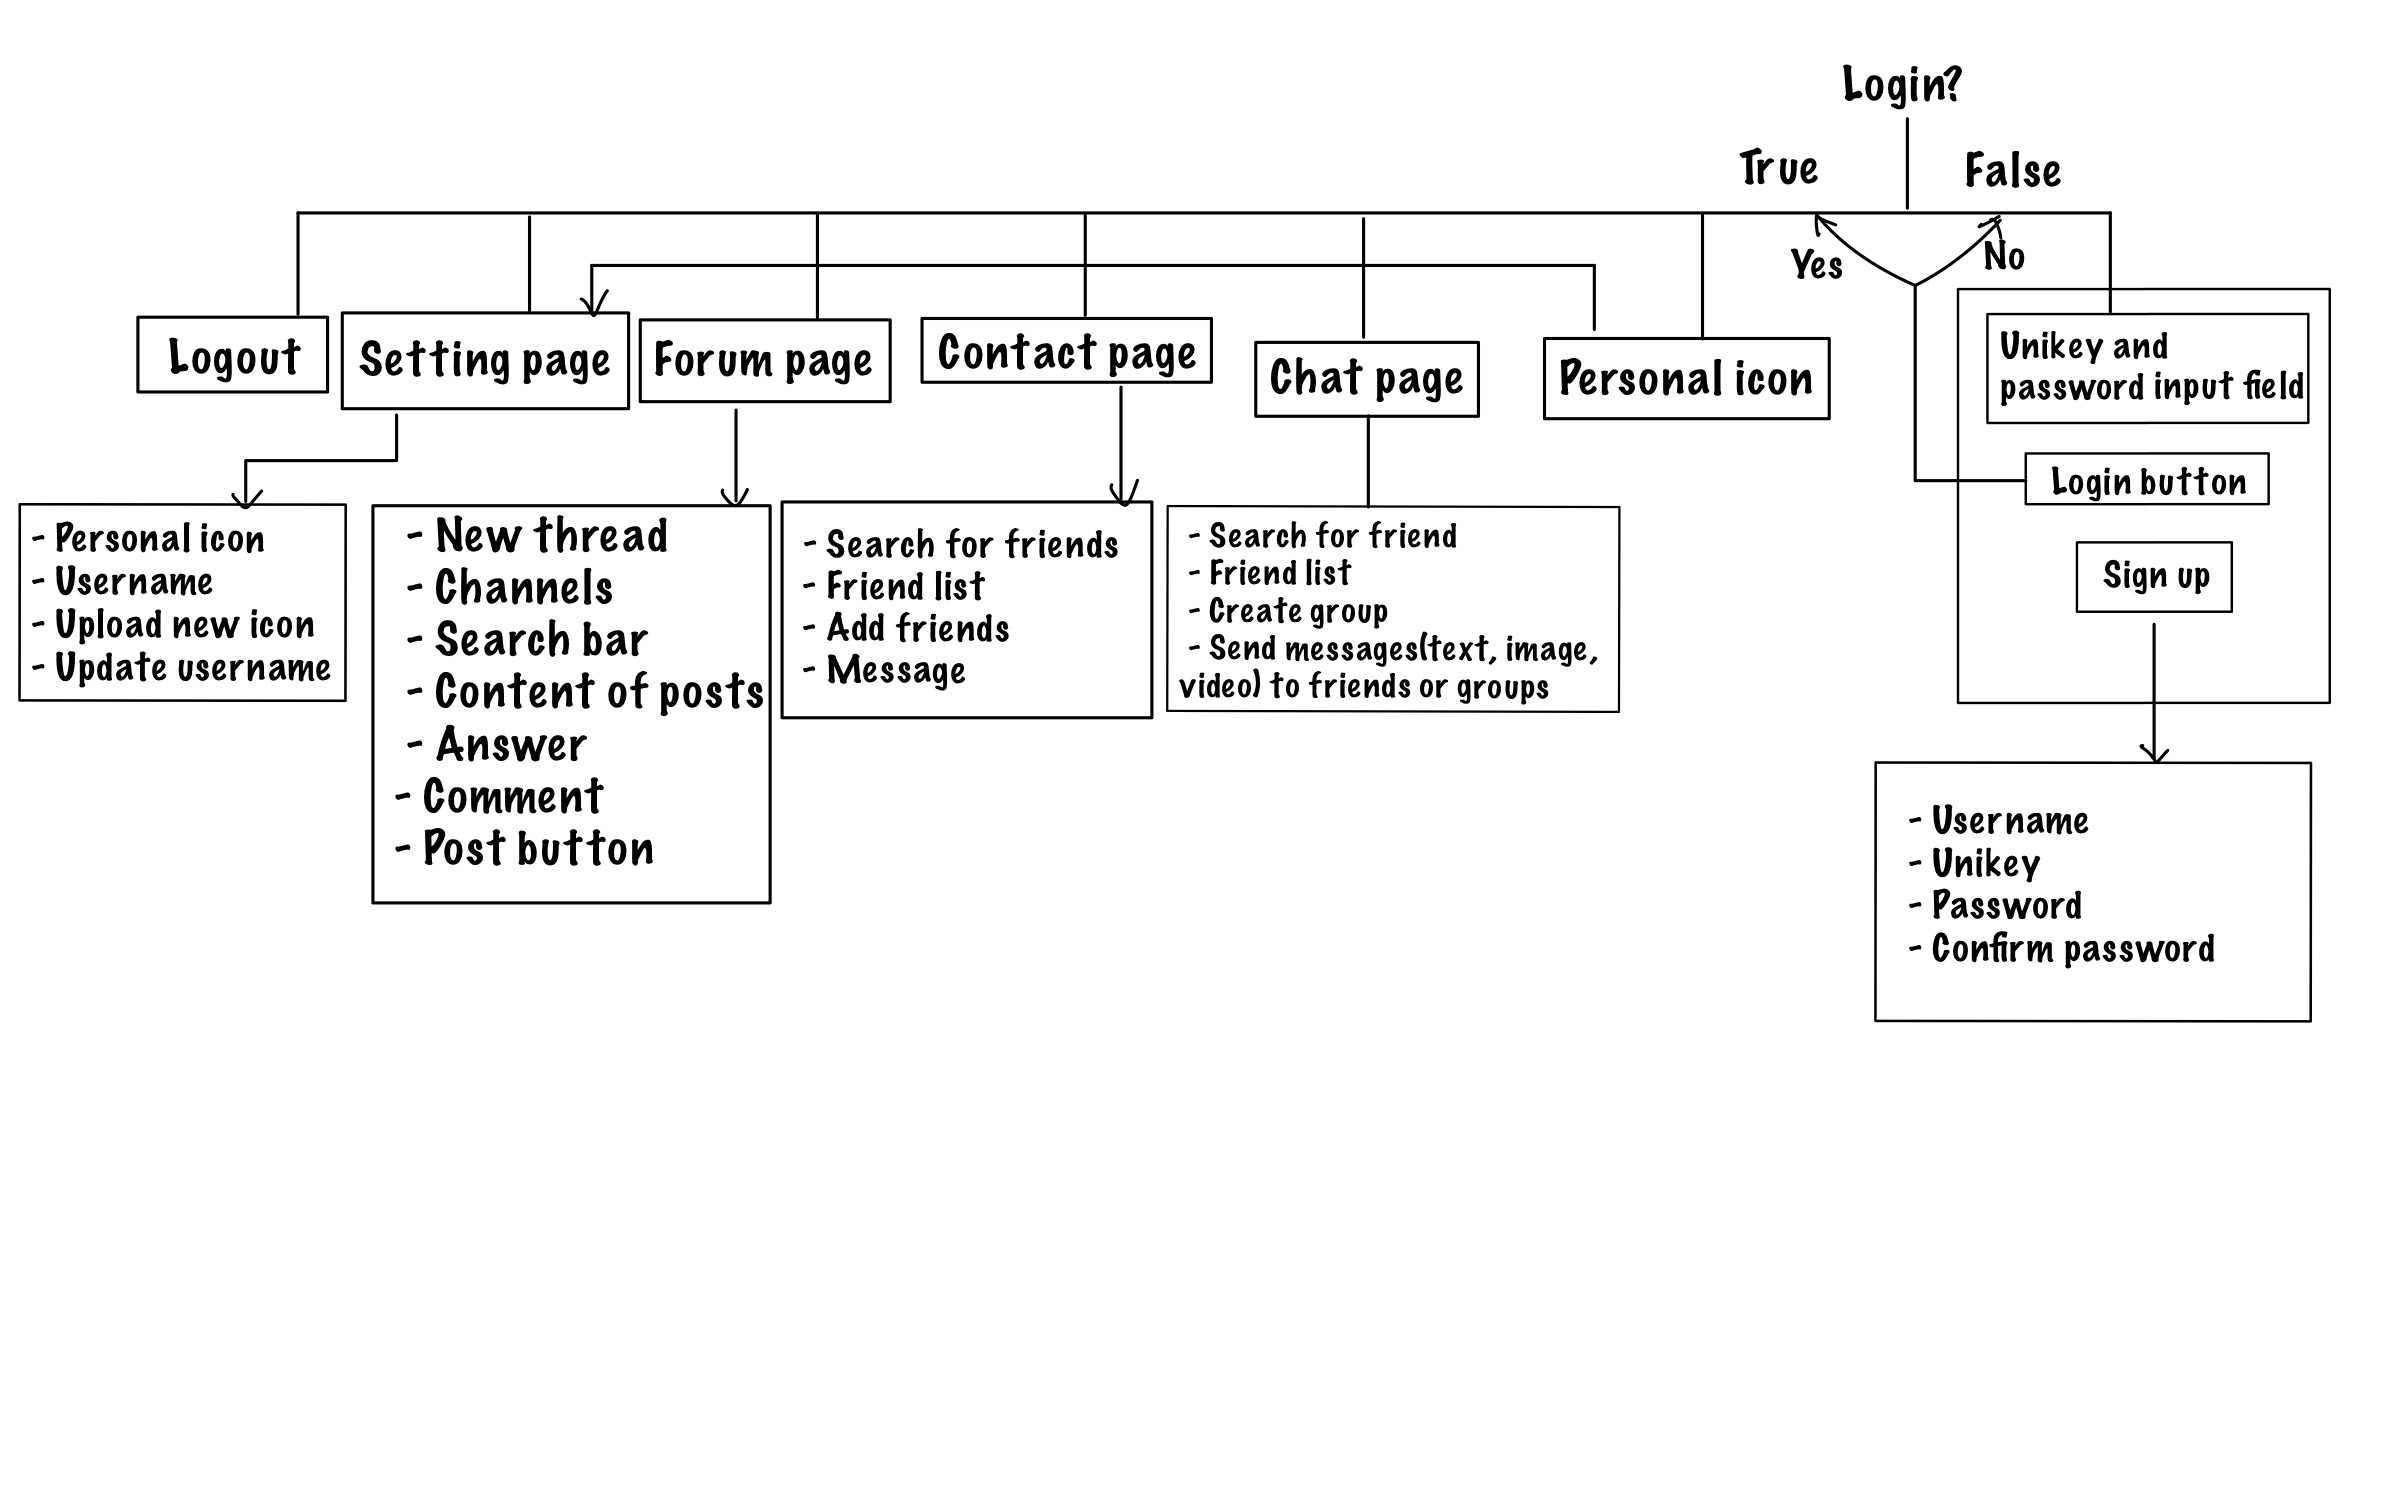 Login?
True
False
Yes
No
Logout
Setting page
Forum page
Contact page
Chat page
Personal icon
Unikey and
password input field
Login button
Sign up
- Personal icon
- Username
- Upload new icon
- Update username
- New thread
- Channels
- Search bar
- Content of posts
- Answer
- Comment
- Post button
- Search for friends
- Friend list
- Add friends
- Message
- Search for friend
- Friend list
- Create group
- Send messages(text, image,
video) to friends or groups
- Username
- Unikey
- Password
- Confirm password